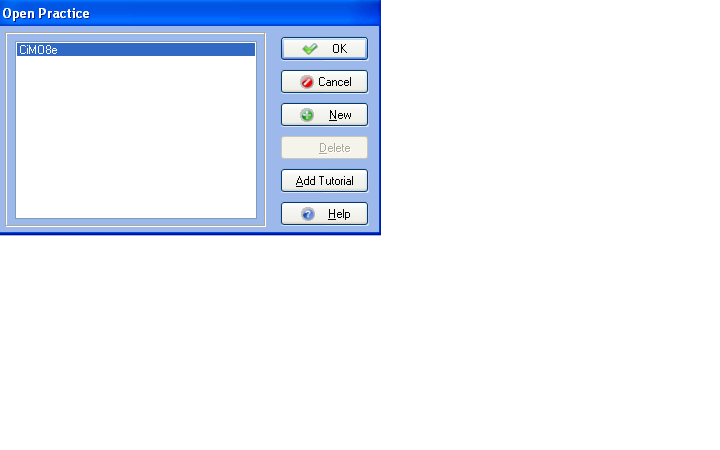 Open Practice
CiMO8e
OK
Cancel
New
Delete
Add Tutorial
Help